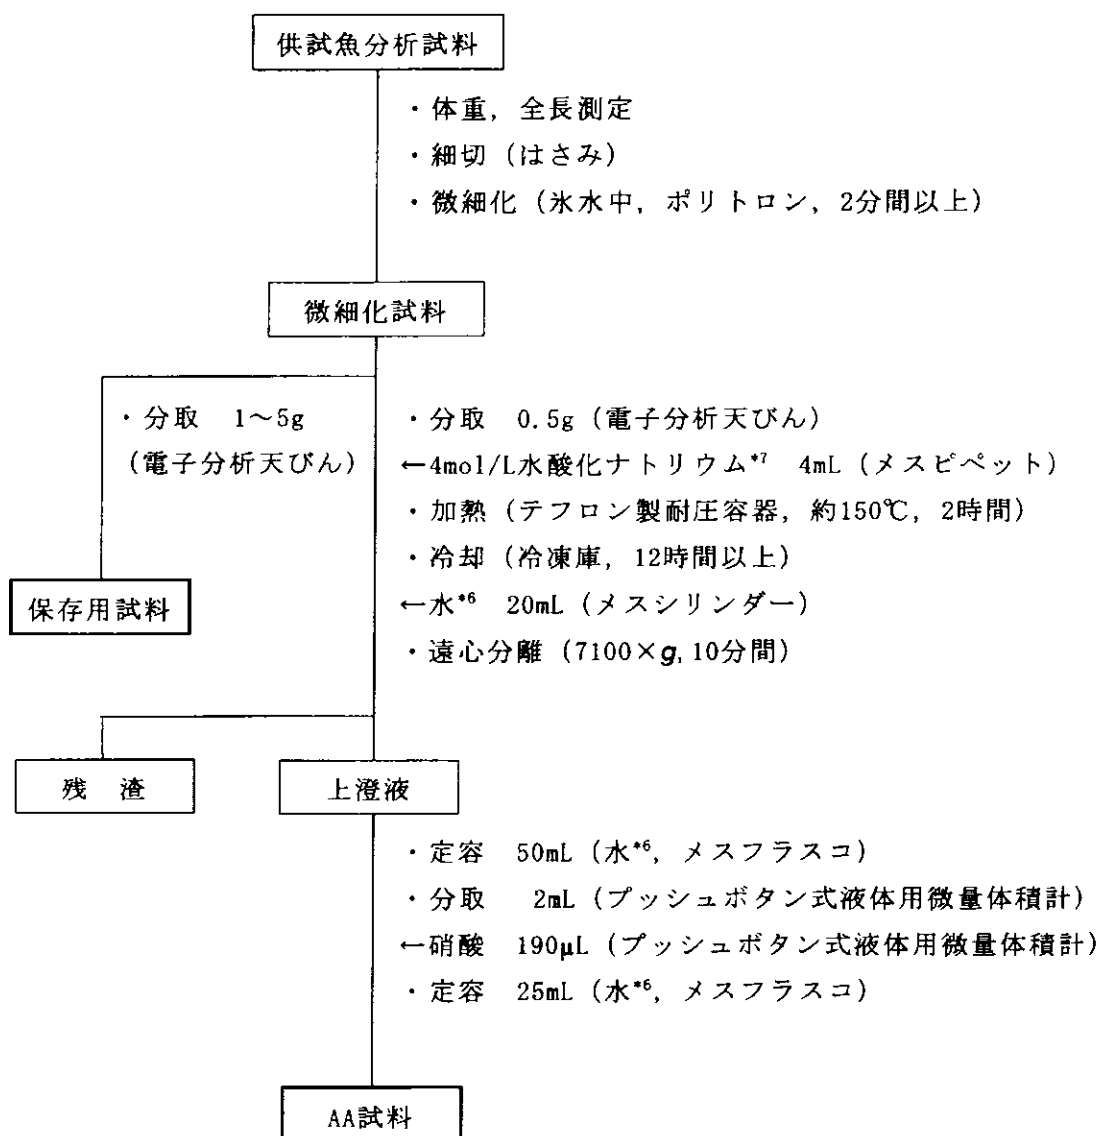 供試魚分析試料
・体重, 全長測定
・細切 (はさみ)
・微細化 (氷水中, ポリトロン, 2分間以上)
微細化試料
・分取 1～5g
(電子分析天びん)
・分取 0.5g (電子分析天びん)
←4mol/L水酸化ナトリウム*7 4mL (メスピペット)
・加熱 (テフロン製耐圧容器, 約150℃, 2時間)
・冷却 (冷凍庫, 12時間以上)
←水*6 20mL (メスシリンダー)
・遠心分離 (7100×g, 10分間)
保存用試料
残 渣
上澄液
・定容 50mL (水*6, メスフラスコ)
・分取 2mL (プッシュボタン式液体用微量体積計)
←硝酸 190μL (プッシュボタン式液体用微量体積計)
・定容 25mL (水*6, メスフラスコ)
AA試料